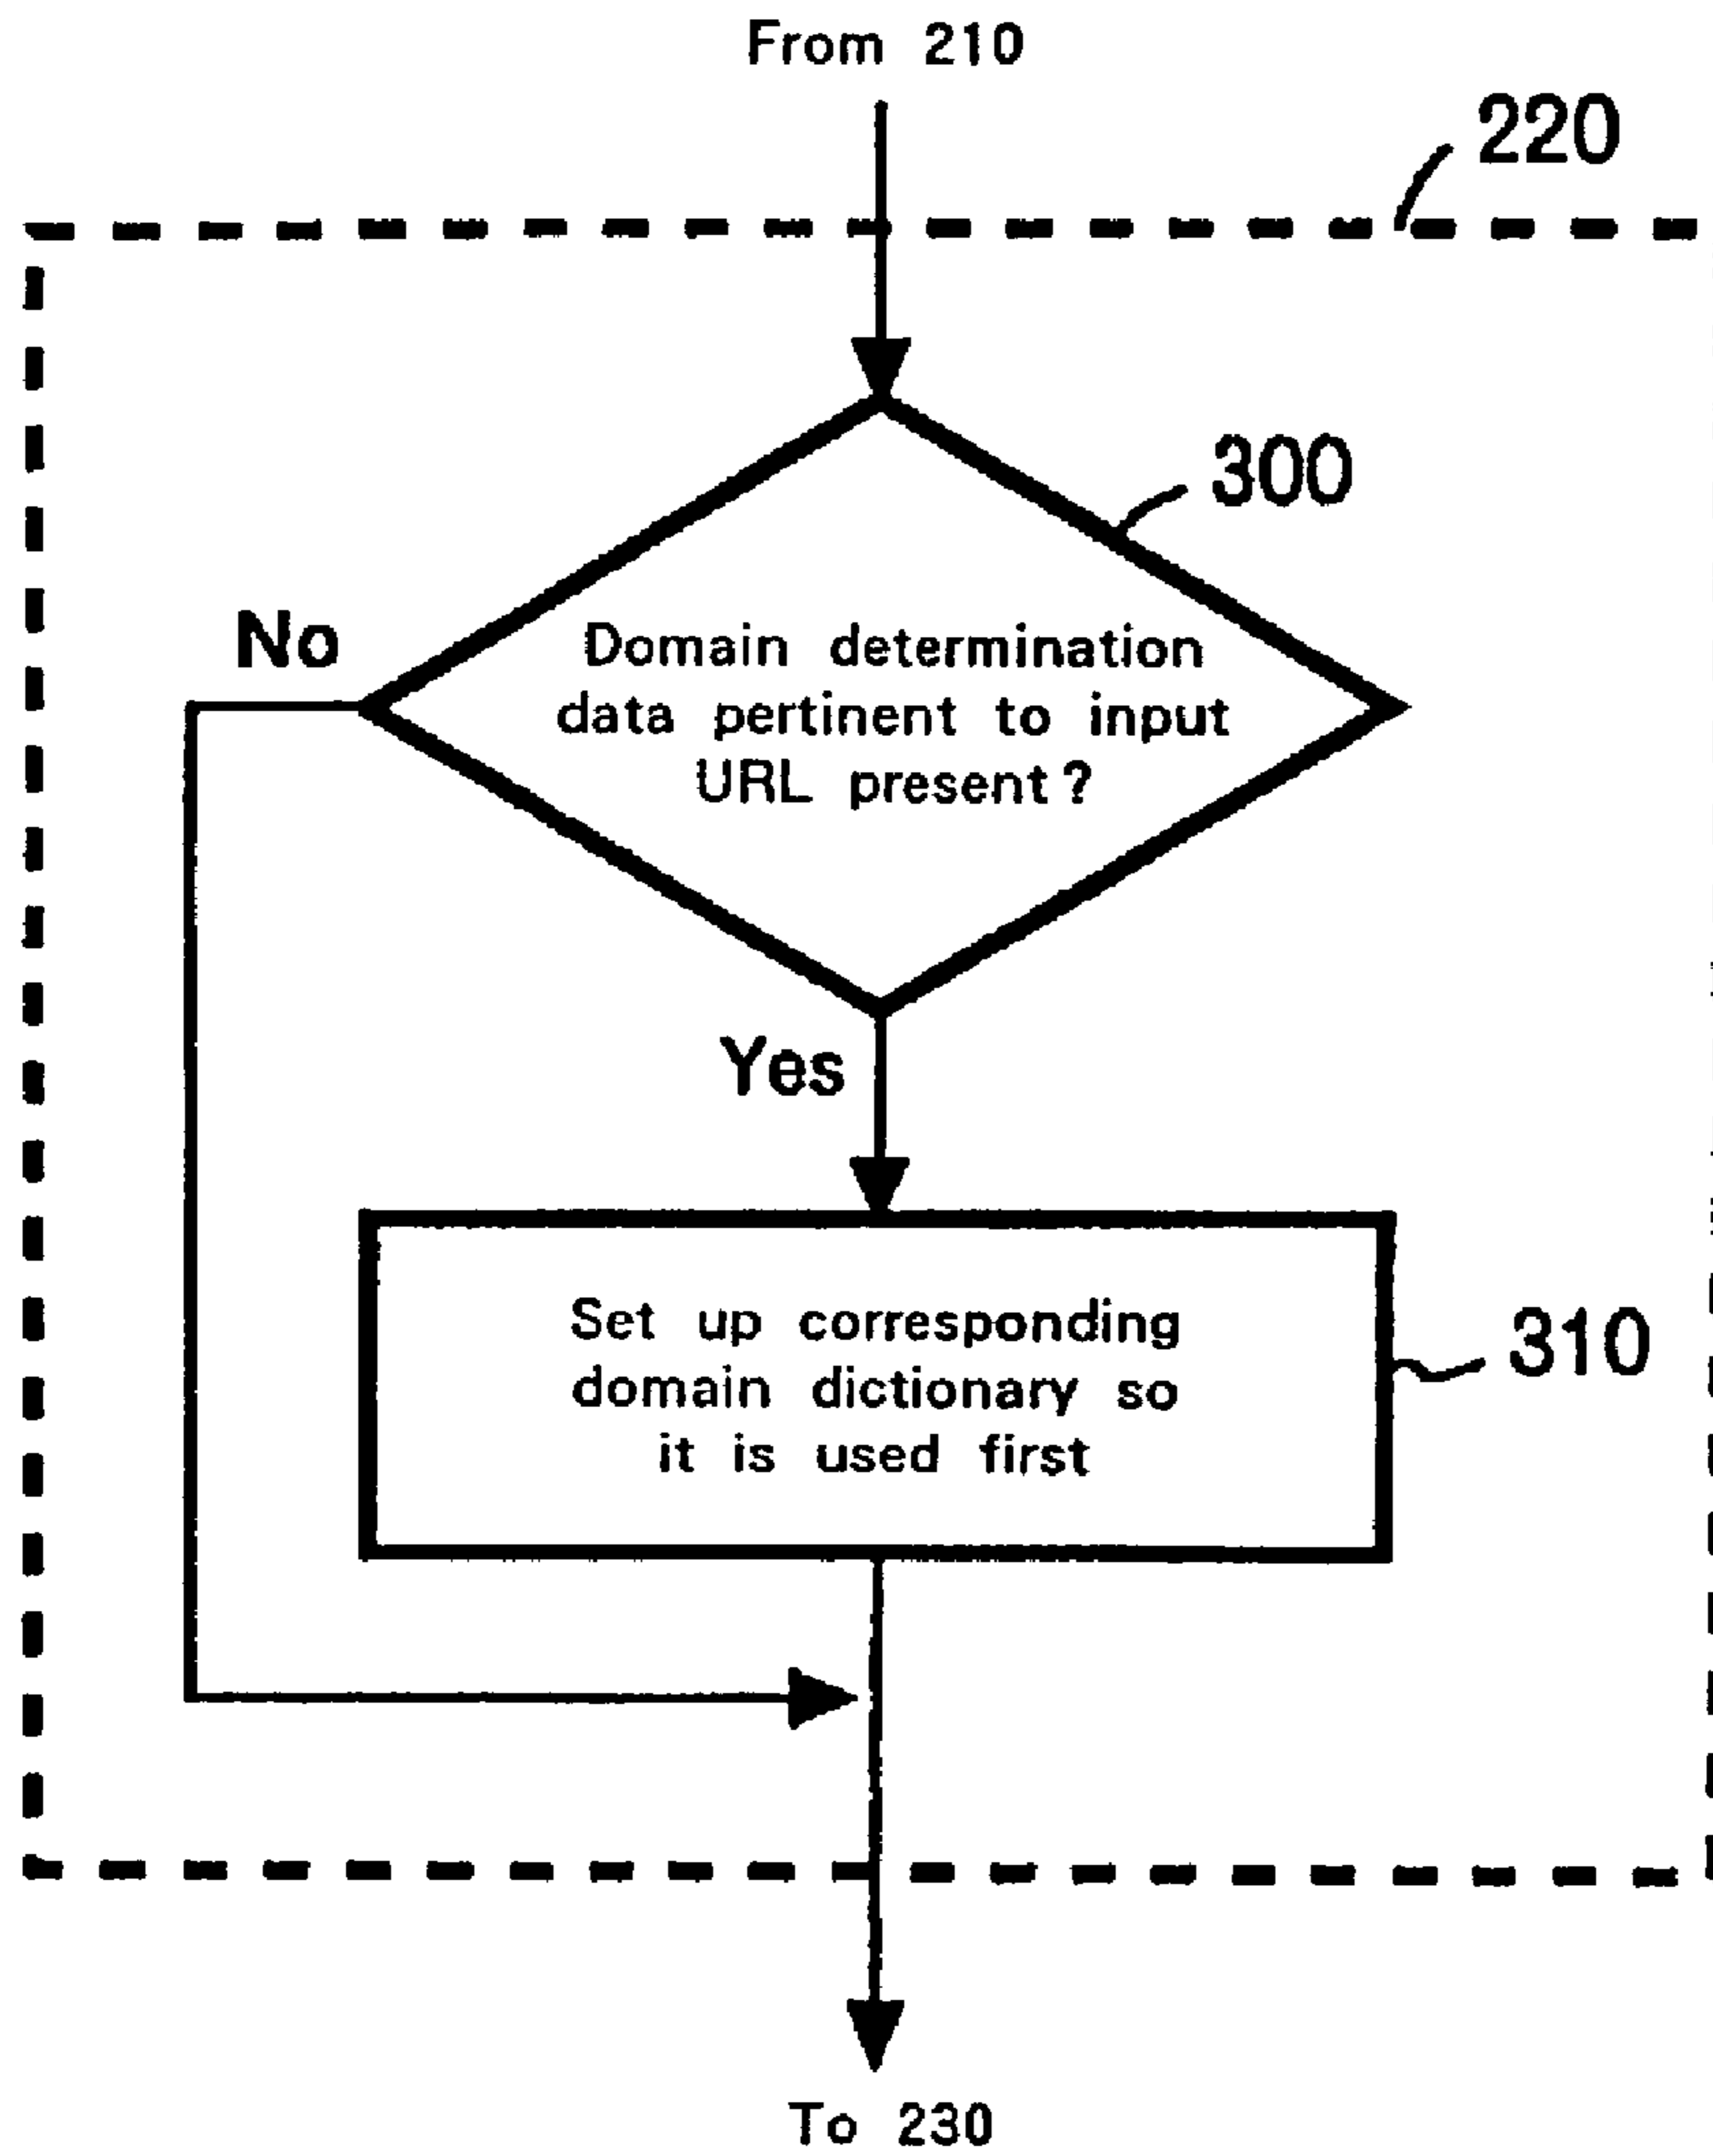 From 210
220
300
No
Domain determination
data pertinent to input
URL present?
Yes
Set up corresponding
domain dictionary so
it is used first
310
To 230